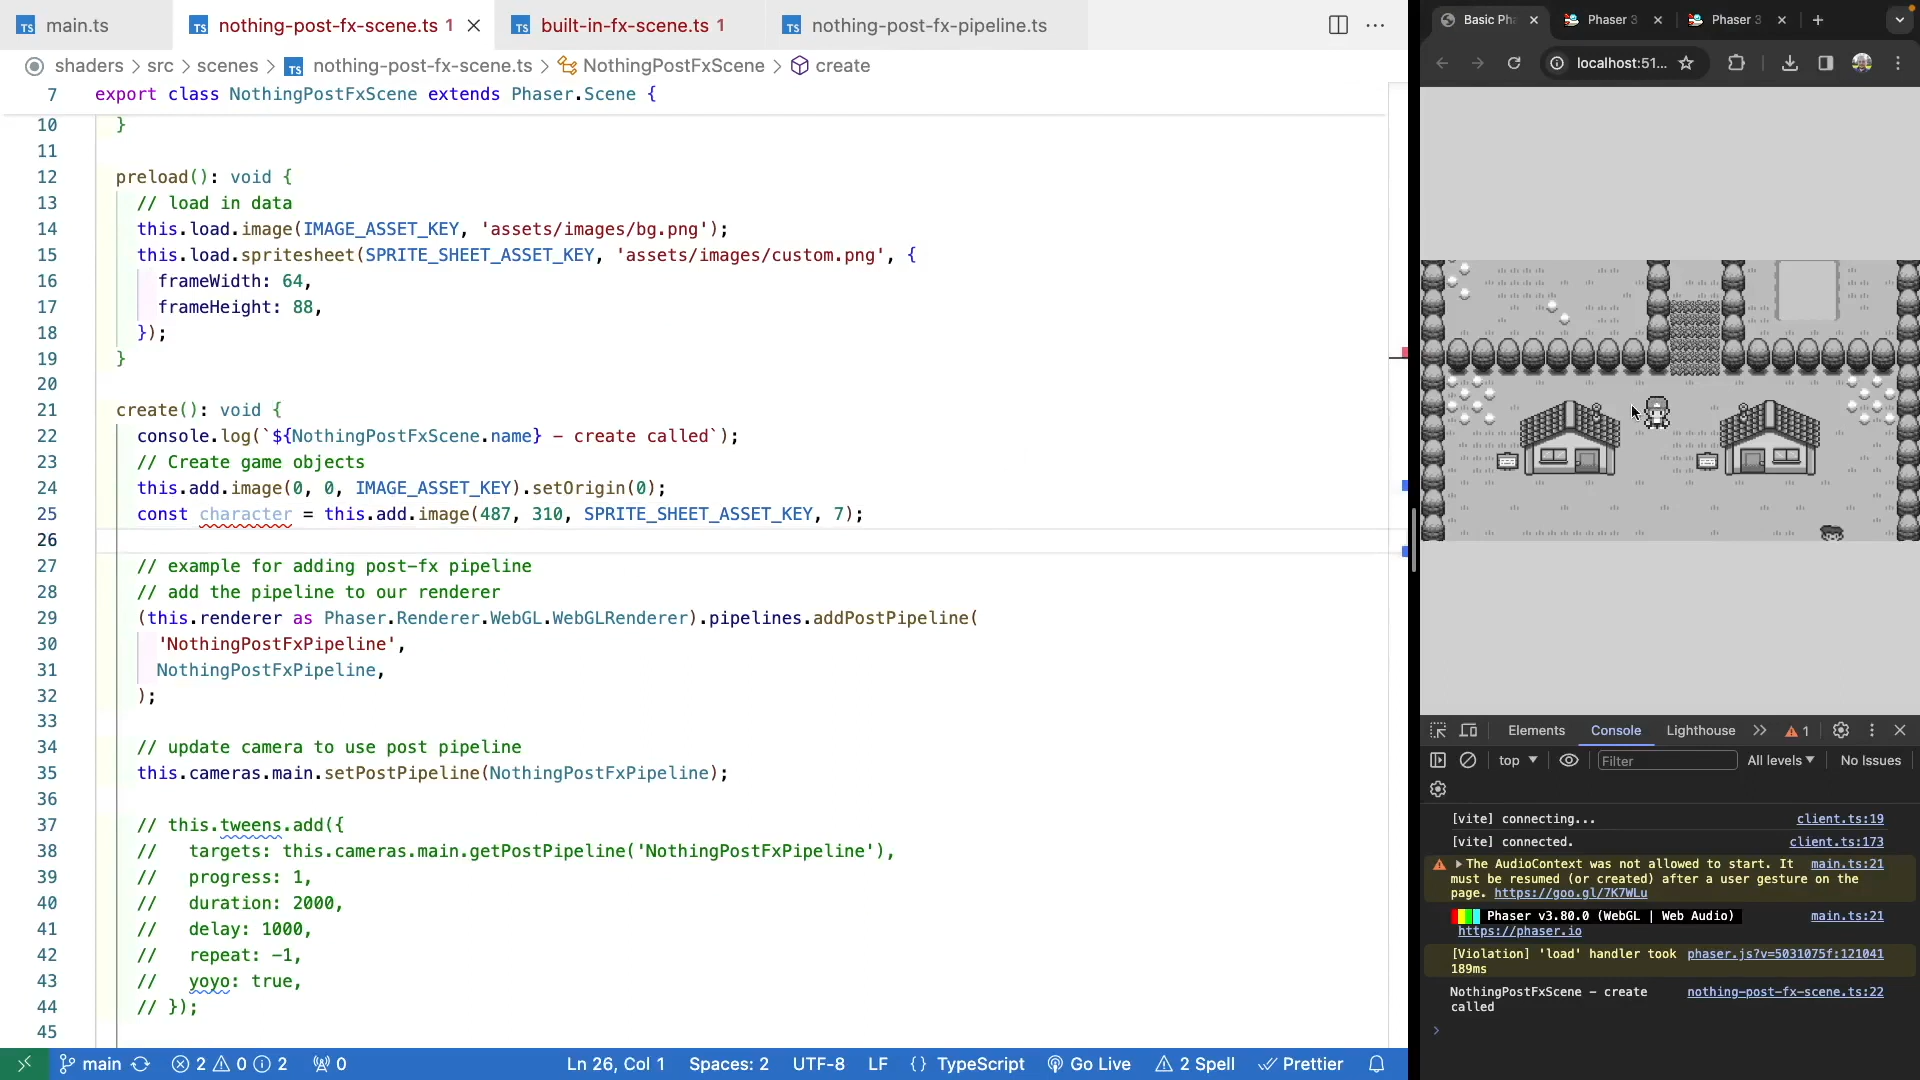 main.ts
nothing-post-fx-scene.ts 1
built-in-fx-scene.ts 1
nothing-post-fx-pipeline.ts
shaders > src > scenes > nothing-post-fx-scene.ts > NothingPostFxScene > create
7 export class NothingPostFxScene extends Phaser.Scene {
10 }
11
12 preload(): void {
13 // load in data
14 this.load.image(IMAGE_ASSET_KEY, 'assets/images/bg.png');
15 this.load.spritesheet(SPRITE_SHEET_ASSET_KEY, 'assets/images/custom.png', {
16 frameWidth: 64,
17 frameHeight: 88,
18 });
19 }
20
21 create(): void {
22 console.log(`${NothingPostFxScene.name} - create called`);
23 // Create game objects
24 this.add.image(0, 0, IMAGE_ASSET_KEY).setOrigin(0);
25 const character = this.add.image(487, 310, SPRITE_SHEET_ASSET_KEY, 7);
26
27 // example for adding post-fx pipeline
28 // add the pipeline to our renderer
29 (this.renderer as Phaser.Renderer.WebGL.WebGLRenderer).pipelines.addPostPipeline(
30 'NothingPostFxPipeline',
31 NothingPostFxPipeline,
32 );
33
34 // update camera to use post pipeline
35 this.cameras.main.setPostPipeline(NothingPostFxPipeline);
36
37 // this.tweens.add({
38 // targets: this.cameras.main.getPostPipeline('NothingPostFxPipeline'),
39 // progress: 1,
40 // duration: 2000,
41 // delay: 1000,
42 // repeat: -1,
43 // yoyo: true,
44 // });
45
main 2 0 2 0 Ln 26, Col 1 Spaces: 2 UTF-8 LF {} TypeScript Go Live 2 Spell Prettier
Basic Pha
Phaser 3
Phaser 3
localhost:51...
Elements Console Lighthouse 1
top Filter All levels No Issues
[vite] connecting... client.ts:19
[vite] connected. client.ts:173
The AudioContext was not allowed to start. It main.ts:21
must be resumed (or created) after a user gesture on the
page. https://goo.gl/7K7WLu
Phaser v3.80.0 (WebGL | Web Audio) main.ts:21
https://phaser.io
[Violation] 'load' handler took phaser.js?v=5031075f:121041
189ms
NothingPostFxScene - create nothing-post-fx-scene.ts:22
called